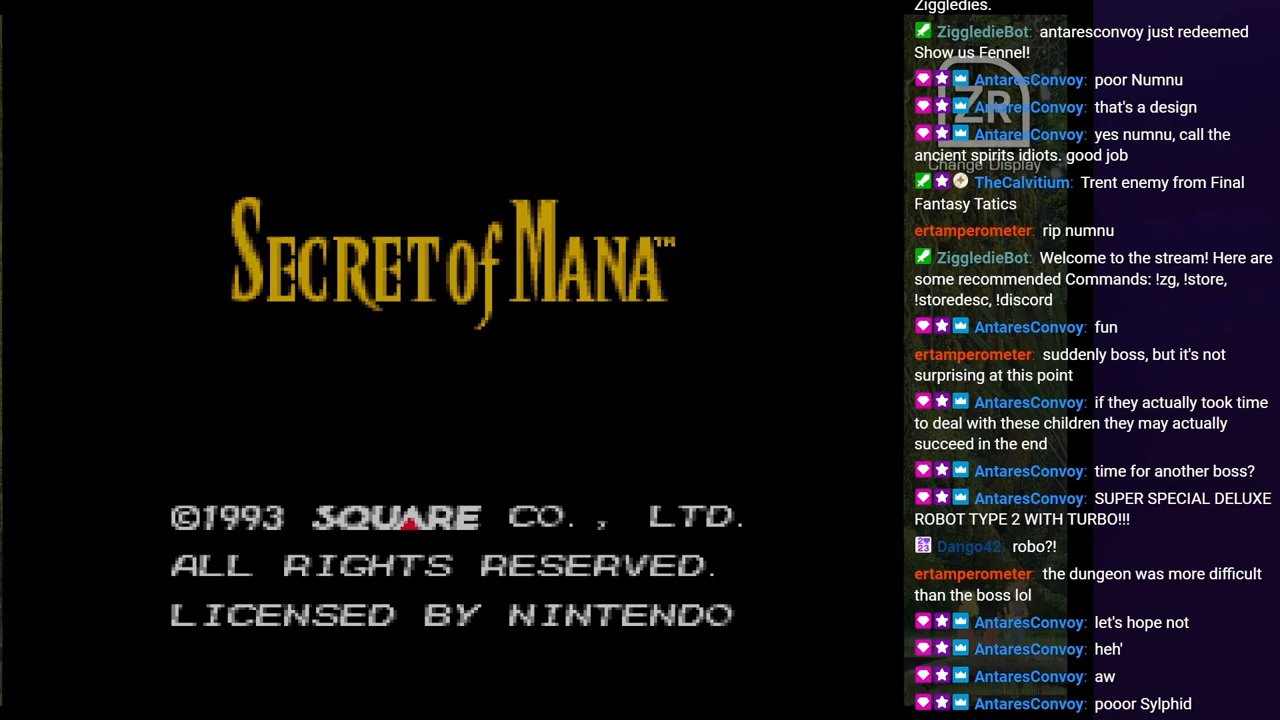 SECRET of MANA™
©1993 SQUARE CO., LTD.
ALL RIGHTS RESERVED.
LICENSED BY NINTENDO
Ziggledies.
ZiggledieBot: antaresconvoy just redeemed
Show us Fennel!
AntaresConvoy: poor Numnu
AntaresConvoy: that's a design
AntaresConvoy: yes numnu, call the
ancient spirits idiots. good job
TheCalvitium: Trent enemy from Final
Fantasy Tatics
ertamperometer: rip numnu
ZiggledieBot: Welcome to the stream! Here are
some recommended Commands: !zg, !store,
!storedesc, !discord
AntaresConvoy: fun
ertamperometer: suddenly boss, but it's not
surprising at this point
AntaresConvoy: if they actually took time
to deal with these children they may actually
succeed in the end
AntaresConvoy: time for another boss?
AntaresConvoy: SUPER SPECIAL DELUXE
ROBOT TYPE 2 WITH TURBO!!!
Dango42: robo?!
ertamperometer: the dungeon was more difficult
than the boss lol
AntaresConvoy: let's hope not
AntaresConvoy: heh'
AntaresConvoy: aw
AntaresConvoy: pooor Sylphid
ZR
Change Display